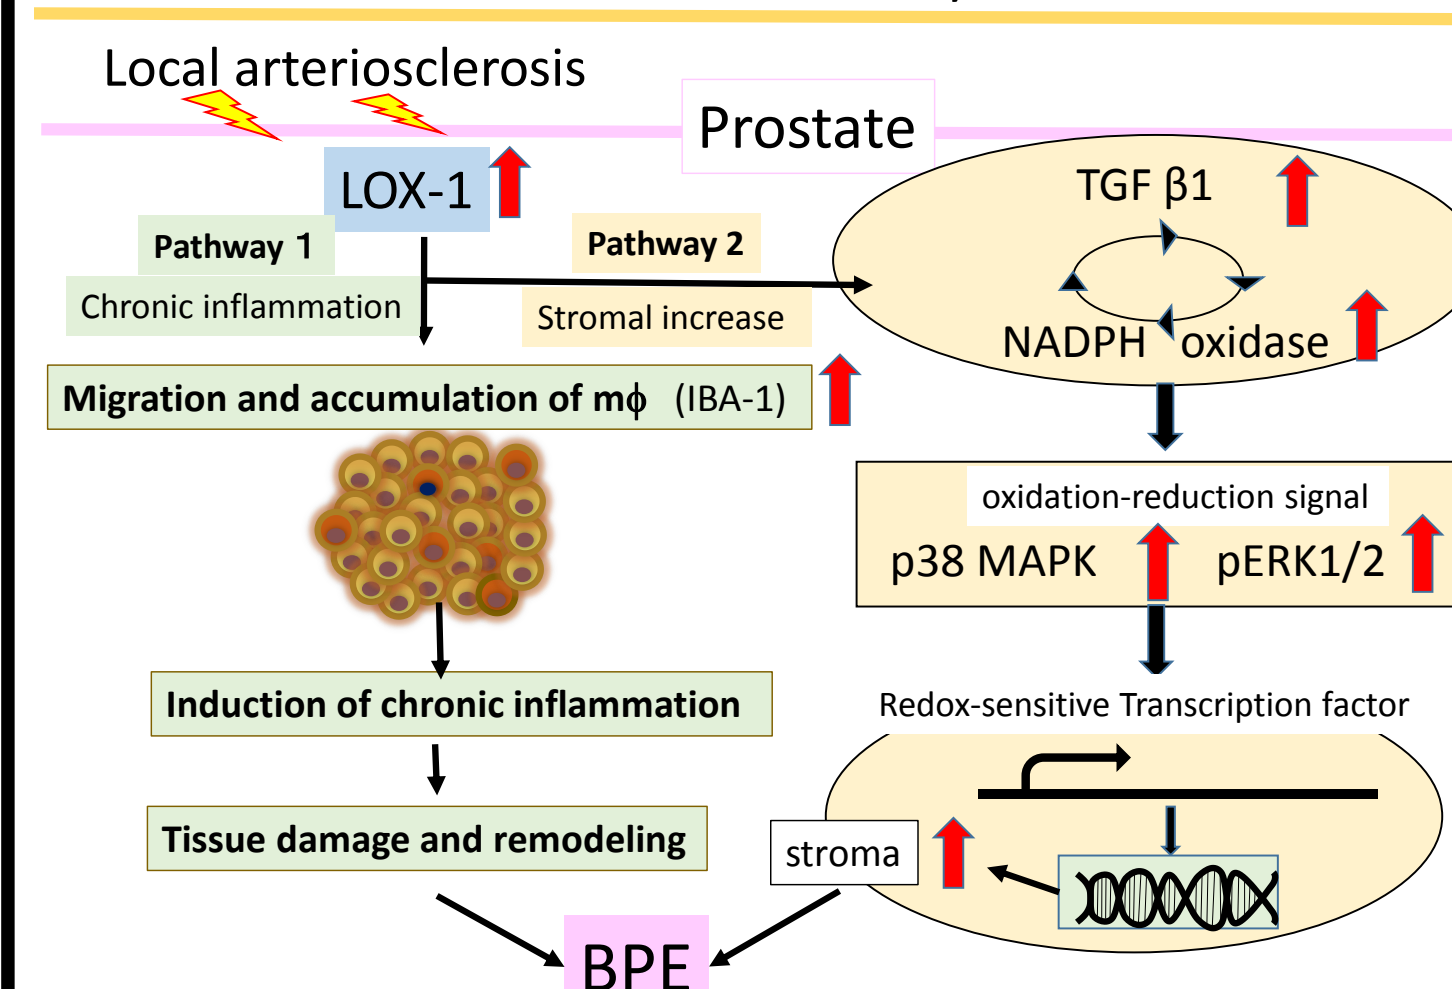 Local arteriosclerosis
Prostate
LOX-1
TGF β1
Pathway 1
Pathway 2
Chronic inflammation
Stromal increase
NADPH oxidase
Migration and accumulation of mϕ (IBA-1)
oxidation-reduction signal
p38 MAPK pERK1/2
Induction of chronic inflammation
Redox-sensitive Transcription factor
Tissue damage and remodeling
stroma
BPE